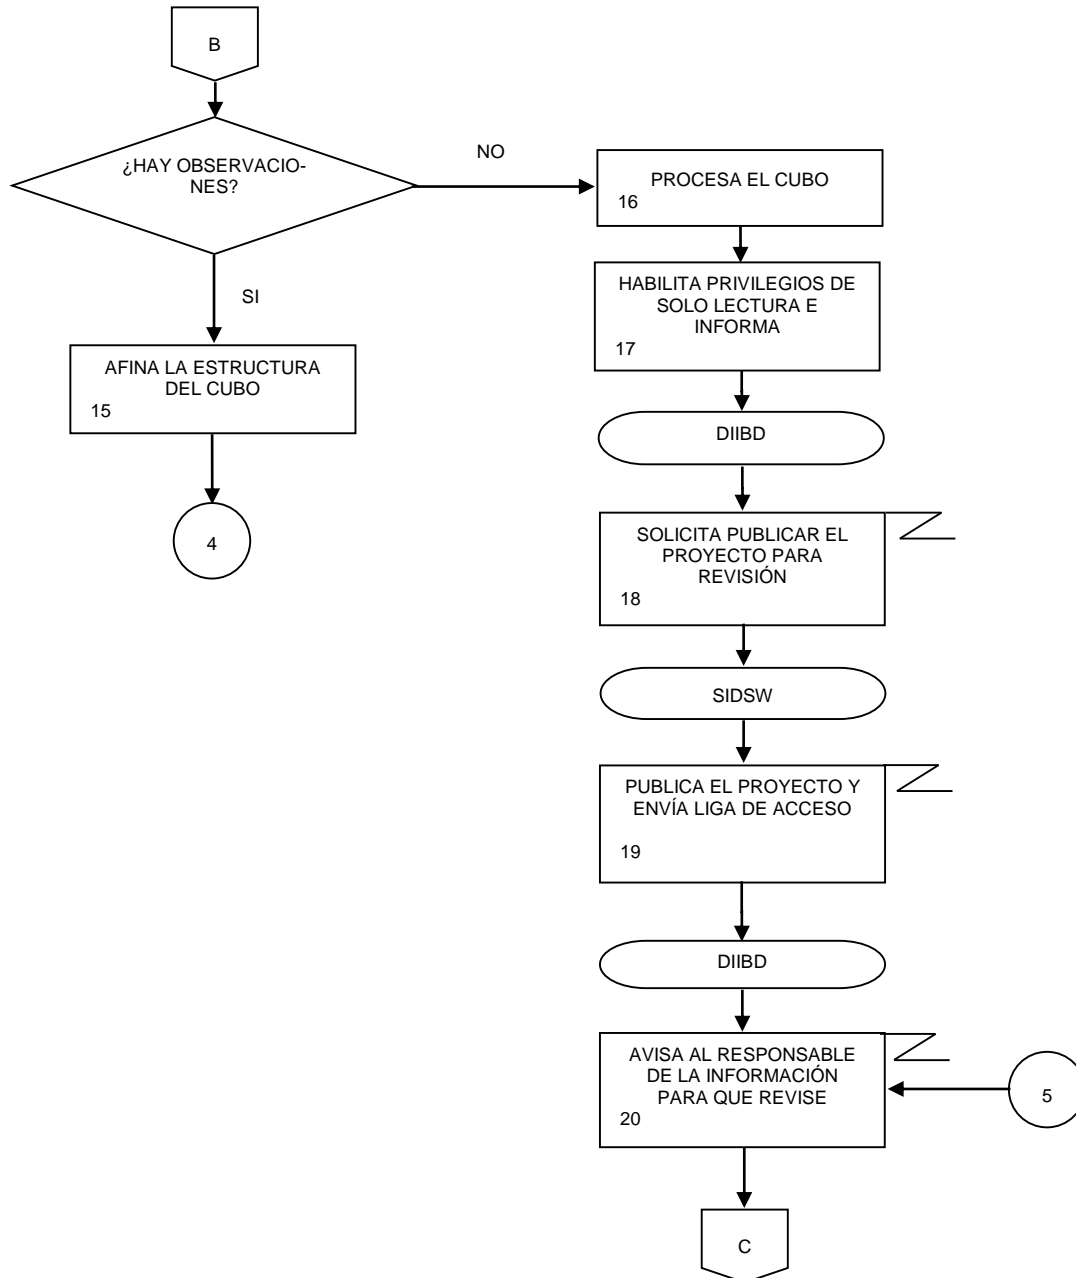 B
¿HAY OBSERVACIO-
NES?
NO
SI
AFINA LA ESTRUCTURA
DEL CUBO
15
4
PROCESA EL CUBO
16
HABILITA PRIVILEGIOS DE
SOLO LECTURA E
INFORMA
17
DIIBD
SOLICITA PUBLICAR EL
PROYECTO PARA
REVISIÓN
18
SIDSW
PUBLICA EL PROYECTO Y
ENVÍA LIGA DE ACCESO
19
DIIBD
AVISA AL RESPONSABLE
DE LA INFORMACIÓN
PARA QUE REVISE
20
5
C